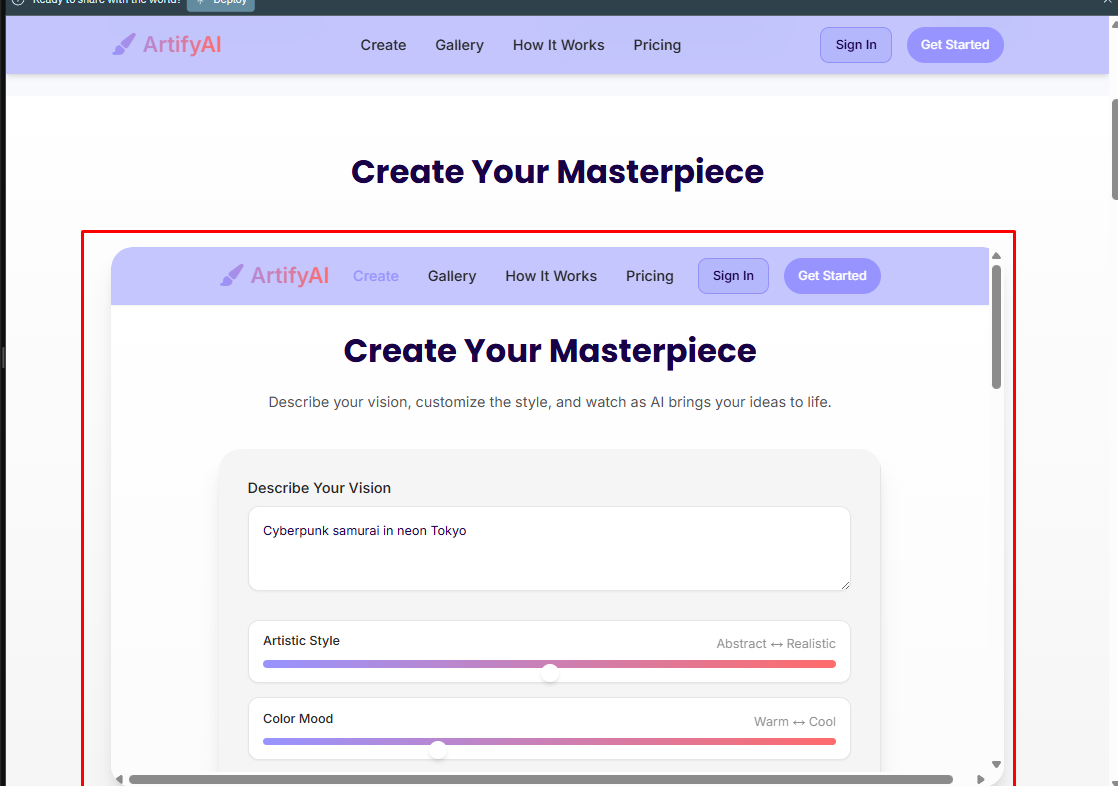 Ready to share with the world? Deploy
ArtifyAI Create Gallery How It Works Pricing Sign In Get Started
Create Your Masterpiece
ArtifyAI Create Gallery How It Works Pricing Sign In Get Started
Create Your Masterpiece
Describe your vision, customize the style, and watch as AI brings your ideas to life.
Describe Your Vision
Cyberpunk samurai in neon Tokyo
Artistic Style Abstract ↔ Realistic
Color Mood Warm ↔ Cool